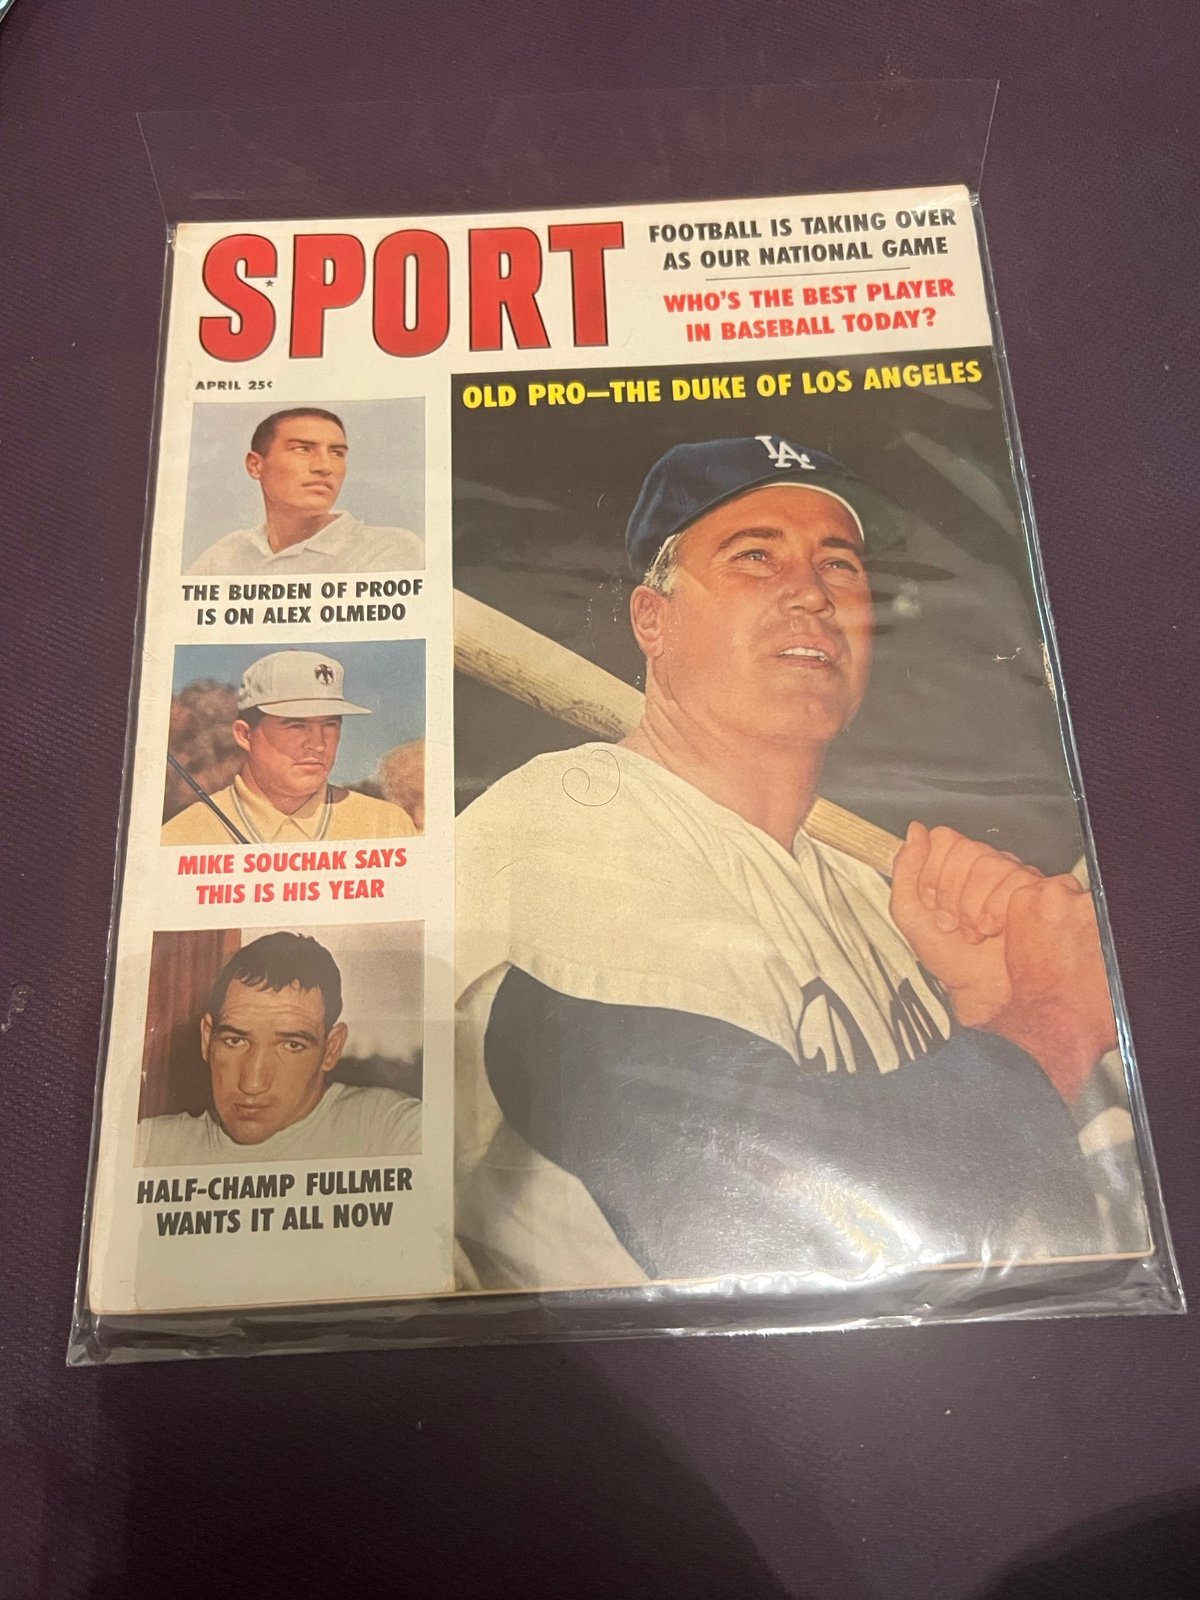 SPORT
FOOTBALL IS TAKING OVER
AS OUR NATIONAL GAME
WHO'S THE BEST PLAYER
IN BASEBALL TODAY?
APRIL 25¢
OLD PRO—THE DUKE OF LOS ANGELES
LA
THE BURDEN OF PROOF
IS ON ALEX OLMEDO
MIKE SOUCHAK SAYS
THIS IS HIS YEAR
HALF-CHAMP FULLMER
WANTS IT ALL NOW